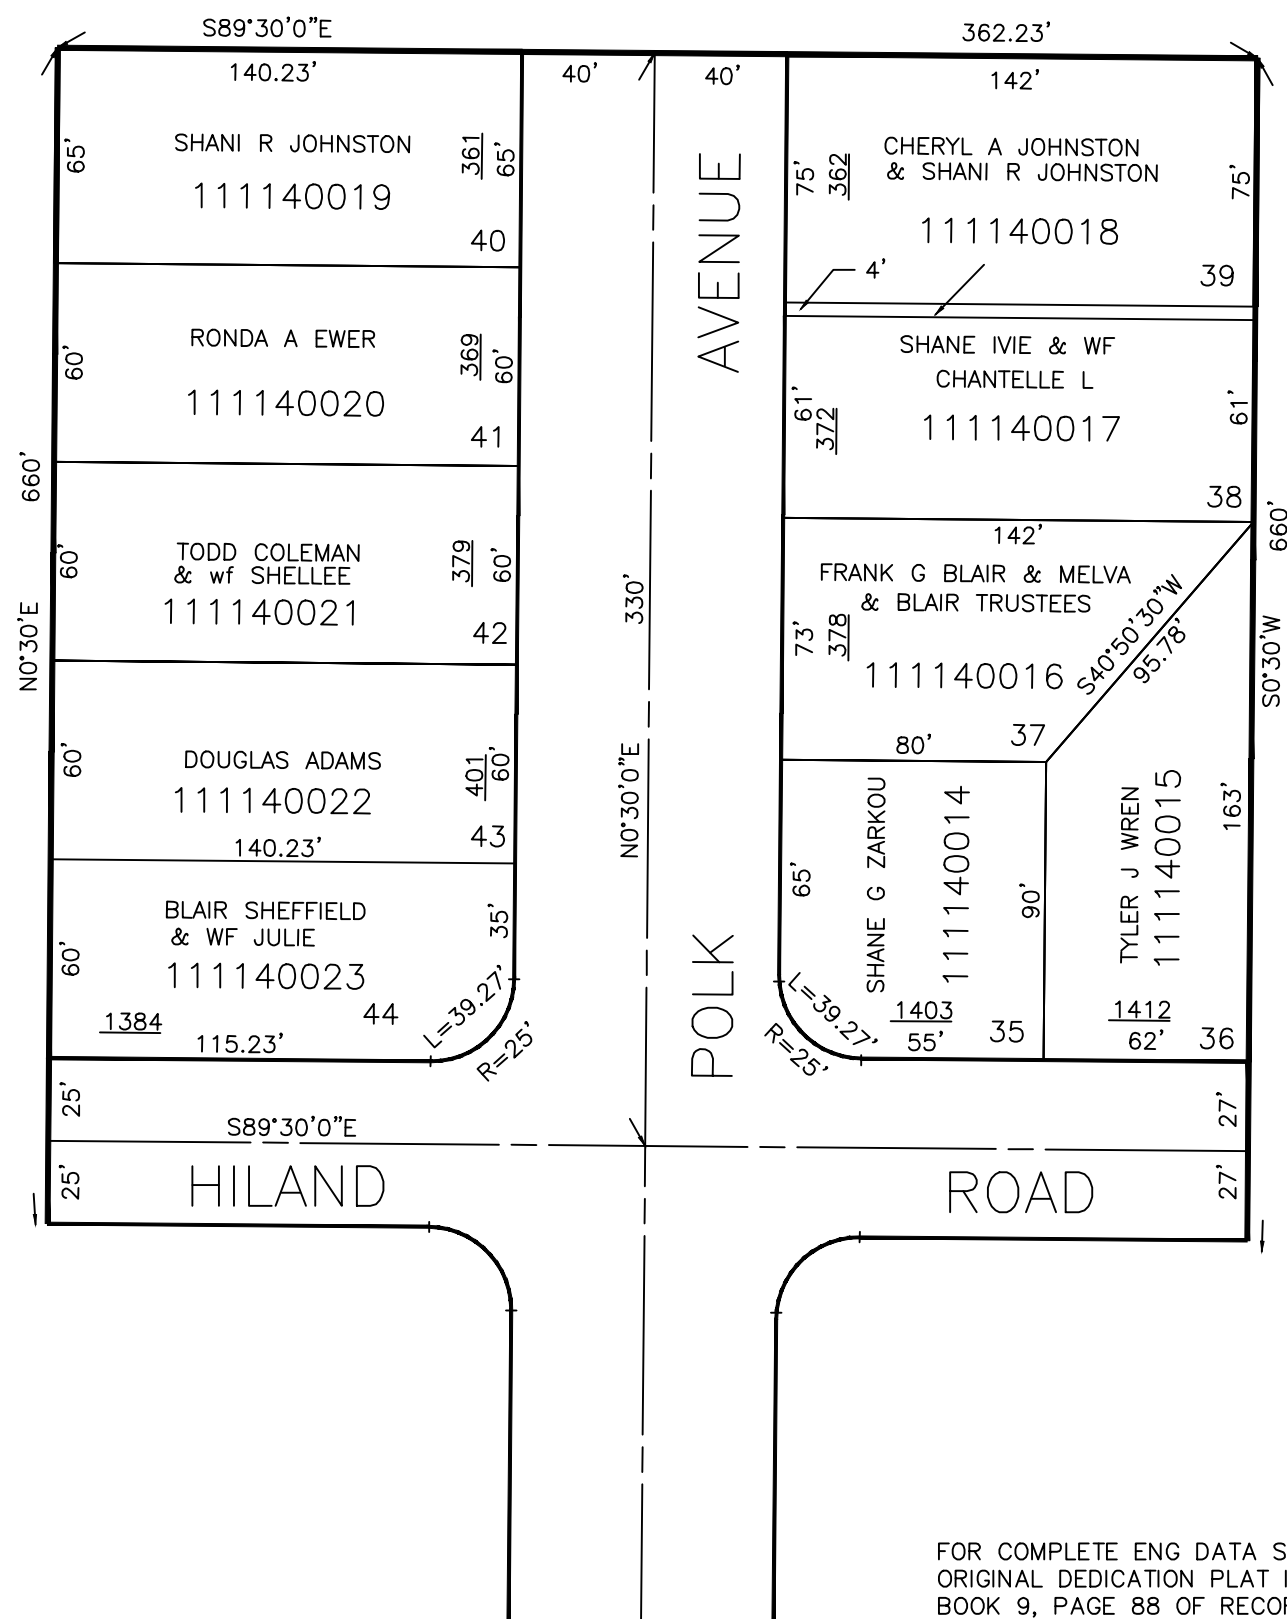 S89°30'0"E
362.23'
140.23'
40'
40'
142'
65'
SHANI R JOHNSTON
361
65'
111140019
40
75'
362
CHERYL A JOHNSTON
& SHANI R JOHNSTON
75'
111140018
39
4'
AVENUE
60'
RONDA A EWER
369
60'
111140020
41
61'
372
SHANE IVIE & WF
CHANTELLE L
61'
111140017
38
660'
N0°30'E
60'
TODD COLEMAN
& wf SHELLEE
379
60'
111140021
42
330'
N0°30'0"E
142'
FRANK G BLAIR & MELVA
& BLAIR TRUSTEES
73'
378
111140016
37
S40°50'30"W
95.78'
660'
S0°30'W
60'
DOUGLAS ADAMS
401
60'
111140022
43
140.23'
80'
65'
SHANE G ZARKOU
111140014
90'
TYLER J WREN
111140015
163'
60'
BLAIR SHEFFIELD
& WF JULIE
35'
111140023
1384
44
115.23'
L=39.27'
R=25'
POLK
L=39.27'
R=25'
1403
55'
35
1412
62'
36
25'
S89°30'0"E
27'
25'
HILAND
ROAD
27'
FOR COMPLETE ENG DATA S
ORIGINAL DEDICATION PLAT
BOOK 9, PAGE 88 OF